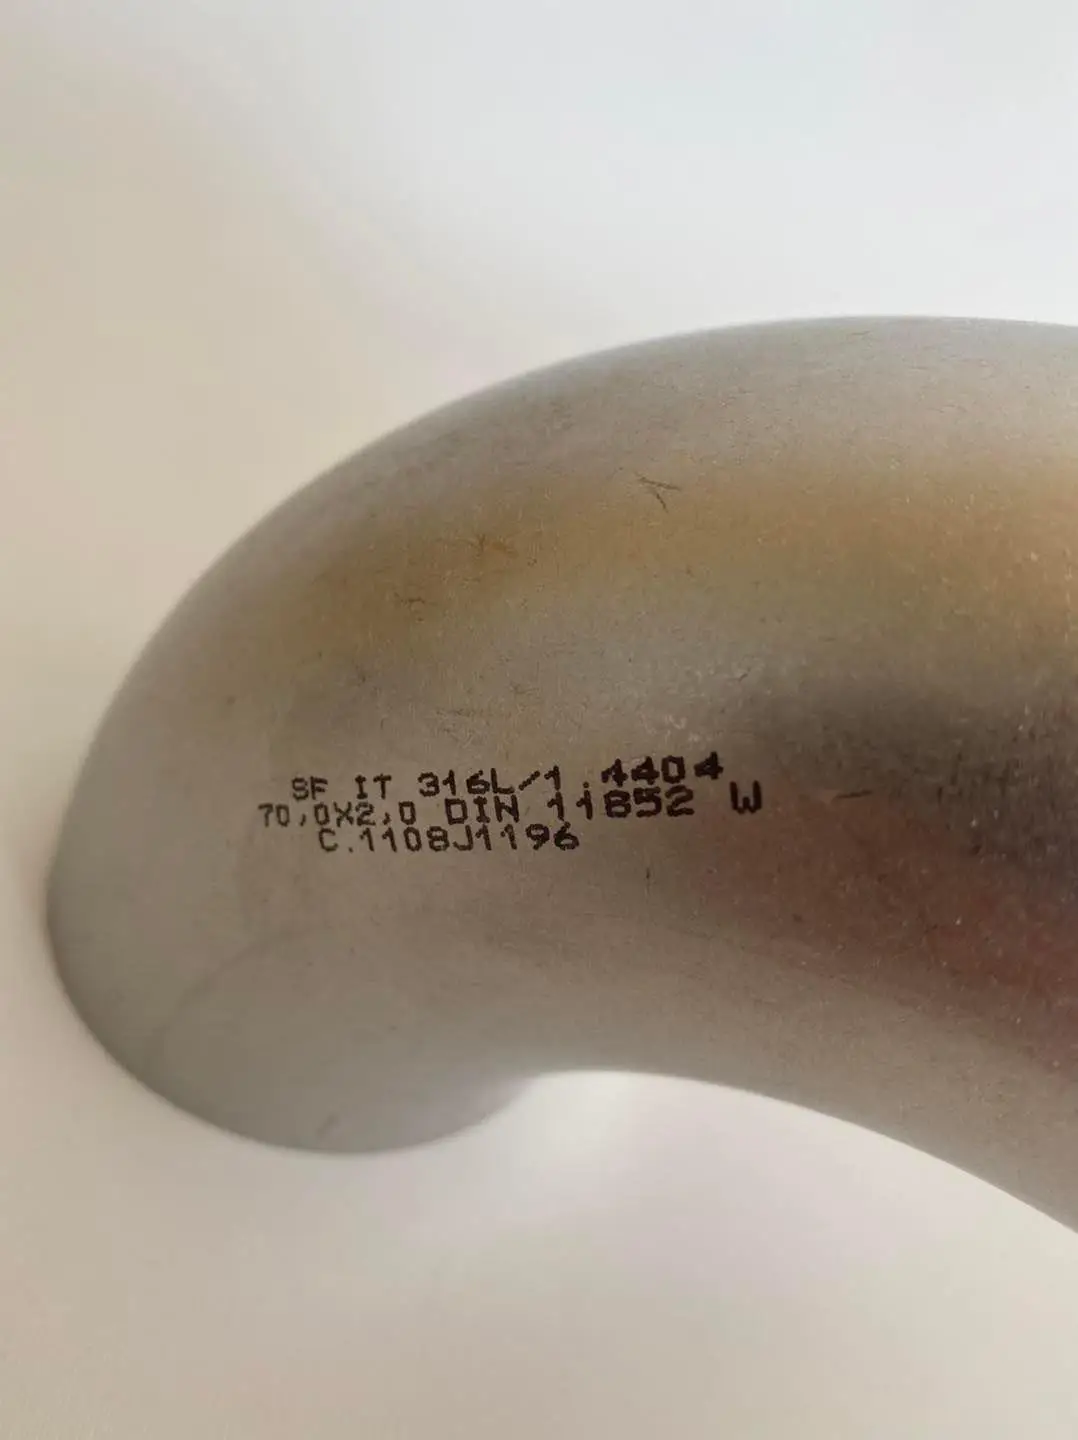 SF IT 316L/1.4404
70,0X2,0 DIN 11852 W
C.1108J1196